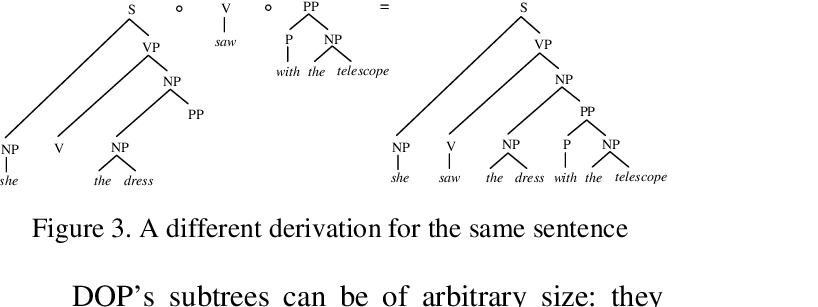 S ∘ V ∘ PP = S
saw P NP
VP VP
with the telescope
NP NP
PP PP
NP V NP NP V NP P NP
she the dress she saw the dress with the telescope
Figure 3. A different derivation for the same sentence
DOP's subtrees can be of arbitrary size: they